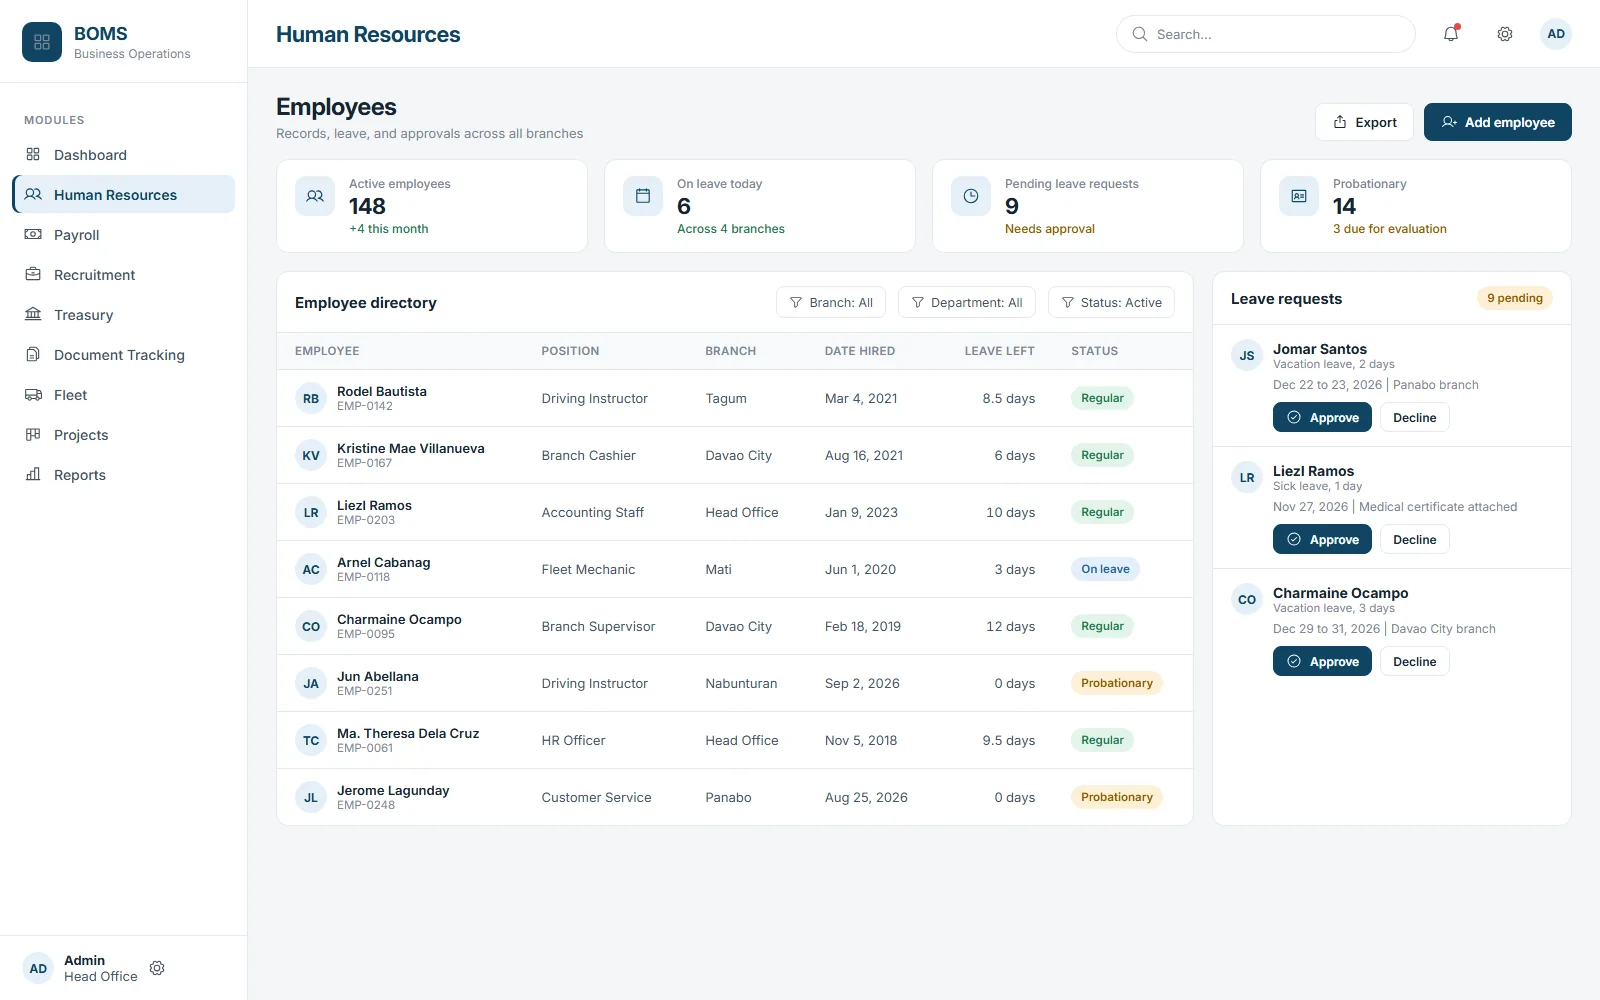 BOMS
Business Operations
MODULES
Dashboard
Human Resources
Payroll
Recruitment
Treasury
Document Tracking
Fleet
Projects
Reports
AD
Admin
Head Office
Human Resources
Search...
AD
Employees
Records, leave, and approvals across all branches
Export
Add employee
Active employees
148
+4 this month
On leave today
6
Across 4 branches
Pending leave requests
9
Needs approval
Probationary
14
3 due for evaluation
Employee directory
Branch: All
Department: All
Status: Active
EMPLOYEE POSITION BRANCH DATE HIRED LEAVE LEFT STATUS
RB Rodel Bautista Driving Instructor Tagum Mar 4, 2021 8.5 days Regular
EMP-0142
KV Kristine Mae Villanueva Branch Cashier Davao City Aug 16, 2021 6 days Regular
EMP-0167
LR Liezl Ramos Accounting Staff Head Office Jan 9, 2023 10 days Regular
EMP-0203
AC Arnel Cabanag Fleet Mechanic Mati Jun 1, 2020 3 days On leave
EMP-0118
CO Charmaine Ocampo Branch Supervisor Davao City Feb 18, 2019 12 days Regular
EMP-0095
JA Jun Abellana Driving Instructor Nabunturan Sep 2, 2026 0 days Probationary
EMP-0251
TC Ma. Theresa Dela Cruz HR Officer Head Office Nov 5, 2018 9.5 days Regular
EMP-0061
JL Jerome Lagunday Customer Service Panabo Aug 25, 2026 0 days Probationary
EMP-0248
Leave requests
9 pending
JS Jomar Santos
Vacation leave, 2 days
Dec 22 to 23, 2026 | Panabo branch
Approve Decline
LR Liezl Ramos
Sick leave, 1 day
Nov 27, 2026 | Medical certificate attached
Approve Decline
CO Charmaine Ocampo
Vacation leave, 3 days
Dec 29 to 31, 2026 | Davao City branch
Approve Decline